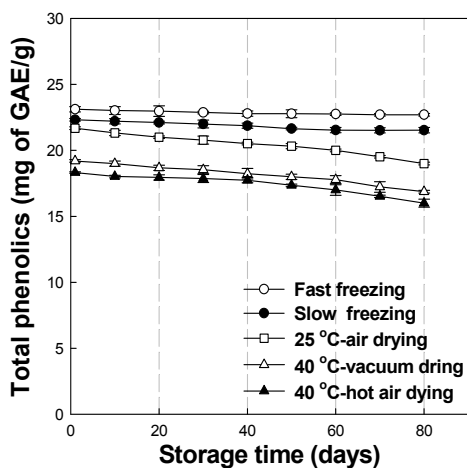 Total phenolics (mg of GAE/g)
30
25
20
15
10
5
0
Fast freezing
Slow freezing
25 °C-air drying
40 °C-vacuum dring
40 °C-hot air dying
0 20 40 60 80
Storage time (days)